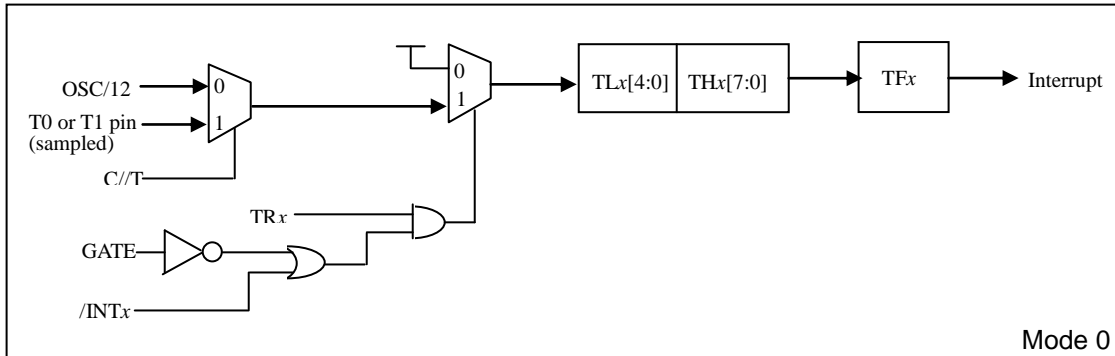 OSC/12
0
T0 or T1 pin
(sampled)
1
C//T
0
1
TLx[4:0]
THx[7:0]
TFx
Interrupt
TRx
GATE
/INTx
Mode 0